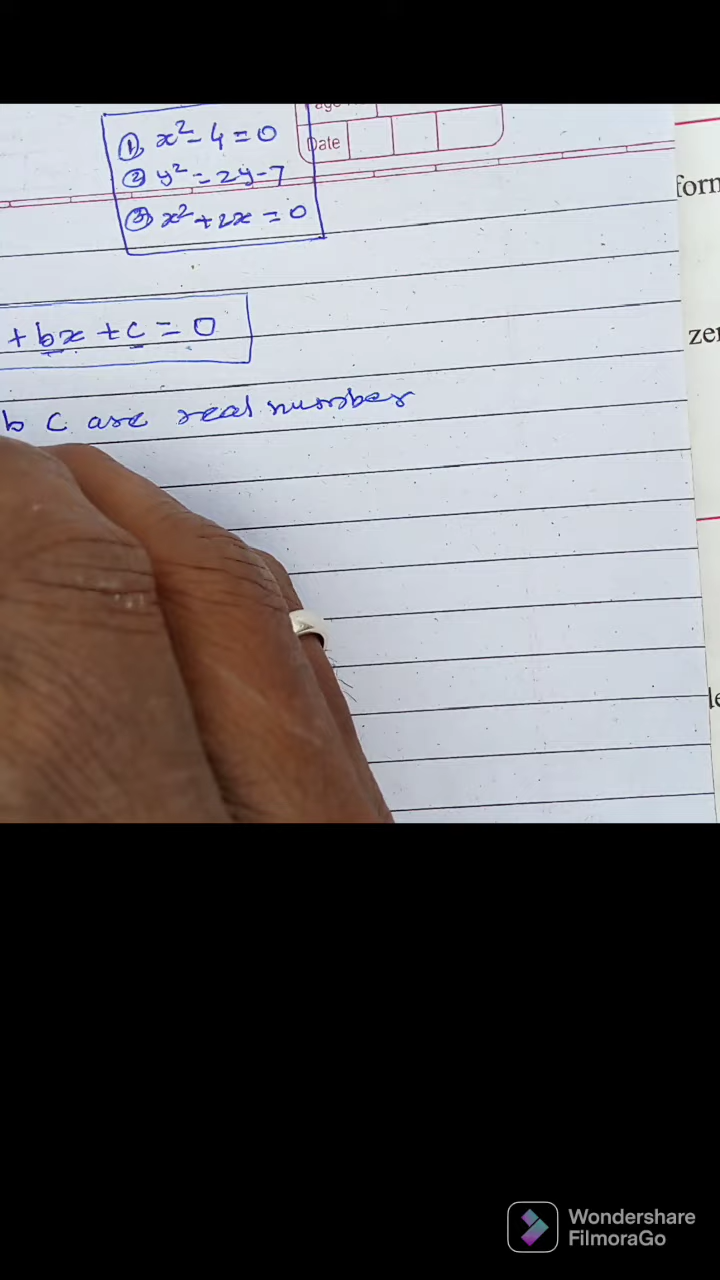 Date
① x² - 4 = 0
② y² = 2y - 7
③ x² + 2x = 0
+ bx + c = 0
b c are real number
form
zer
le
Wondershare
FilmoraGo